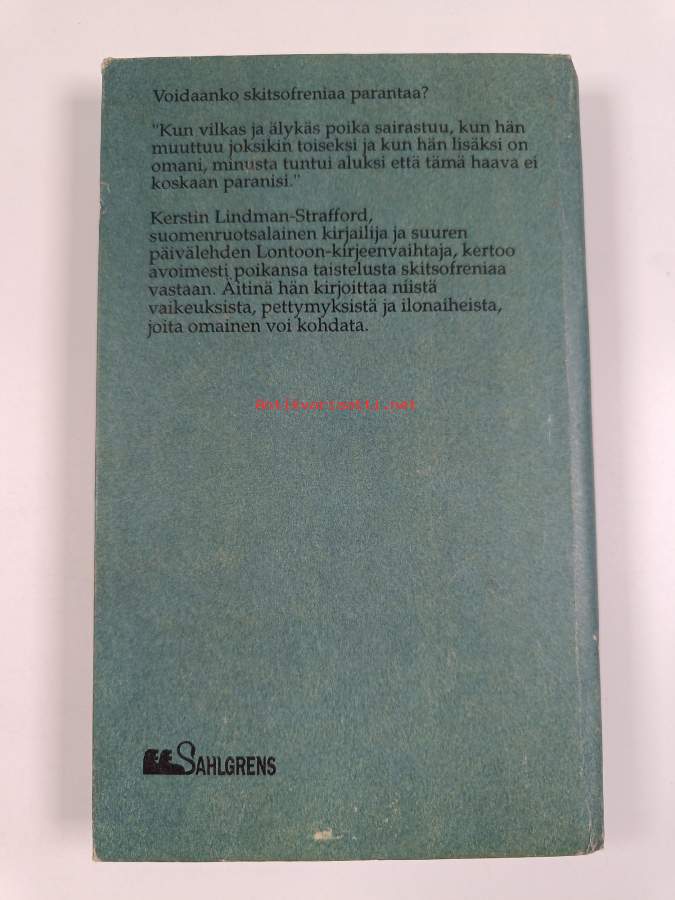 Voidaanko skitsofreniaa parantaa?
"Kun vilkas ja älykäs poika sairastuu, kun hän
muuttuu joksikin toiseksi ja kun hän lisäksi on
omani, minusta tuntui aluksi että tämä haava ei
koskaan paranisi."
Kerstin Lindman-Strafford,
suomenruotsalainen kirjailija ja suuren
päivälehden Lontoon-kirjeenvaihtaja, kertoo
avoimesti poikansa taistelusta skitsofreniaa
vastaan. Äitinä hän kirjoittaa niistä
vaikeuksista, pettymyksistä ja ilonaiheista,
joita omainen voi kohdata.
Antikvariaatti.net
SAHLGRENS